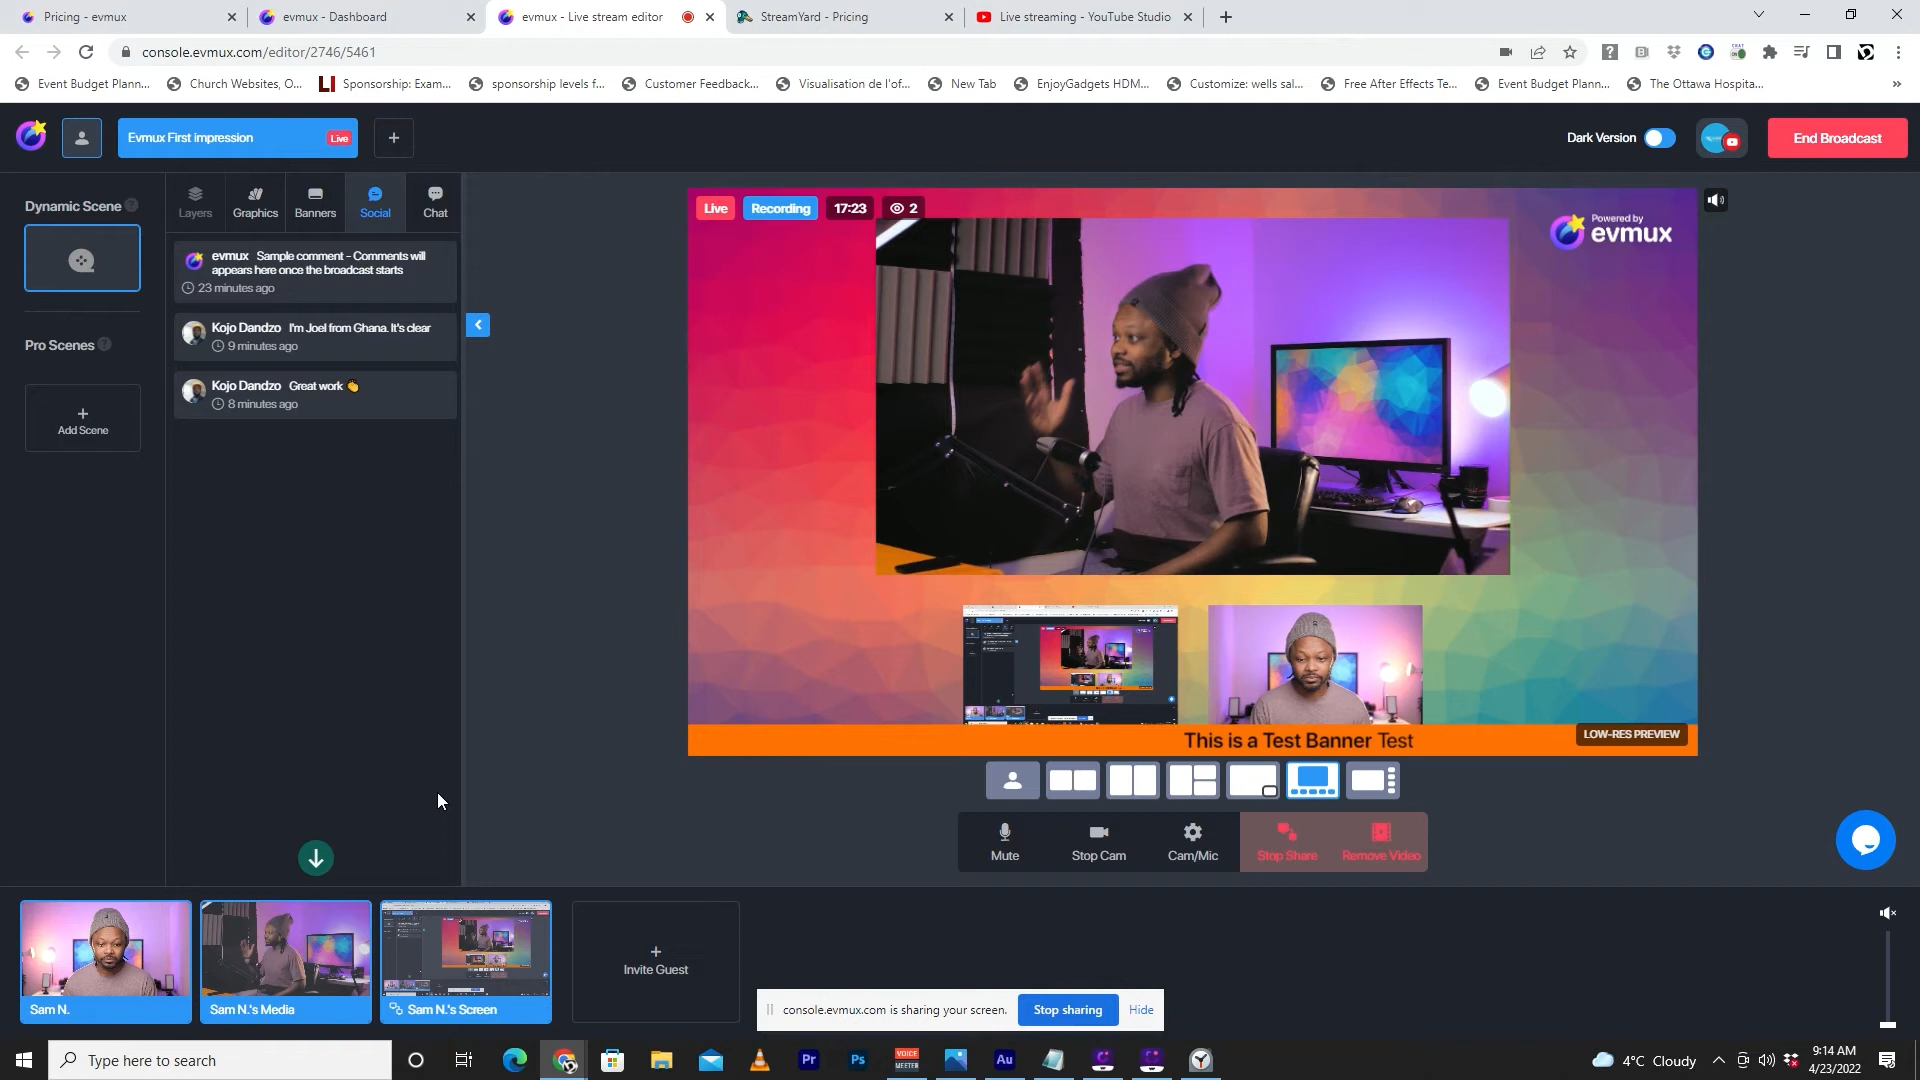 Pricing - evmux
evmux - Dashboard
evmux - Live stream editor
StreamYard - Pricing
Live streaming - YouTube Studio
console.evmux.com/editor/2746/5461
Event Budget Plann...
Church Websites, O...
Sponsorship: Exam...
sponsorship levels f...
Customer Feedback...
Visualisation de l'of...
New Tab
EnjoyGadgets HDM...
Customize: wells sal...
Free After Effects Te...
Event Budget Plann...
The Ottawa Hospita...
Evmux First impression
Live
Dark Version
End Broadcast
Dynamic Scene
Layers
Graphics
Banners
Social
Chat
Live
Recording
17:23
2
Powered by
evmux
evmux Sample comment - Comments will
appears here once the broadcast starts
23 minutes ago
Kojo Dandzo I'm Joel from Ghana. It's clear
9 minutes ago
Pro Scenes
Kojo Dandzo Great work 👏
8 minutes ago
Add Scene
This is a Test Banner Test
LOW-RES PREVIEW
Mute
Stop Cam
Cam/Mic
Stop Share
Remove Video
Sam N.
Sam N.'s Media
Sam N.'s Screen
Invite Guest
console.evmux.com is sharing your screen.
Stop sharing
Hide
Type here to search
Pr
Ps
VOICE
MEETER
Au
4°C Cloudy
9:14 AM
4/23/2022